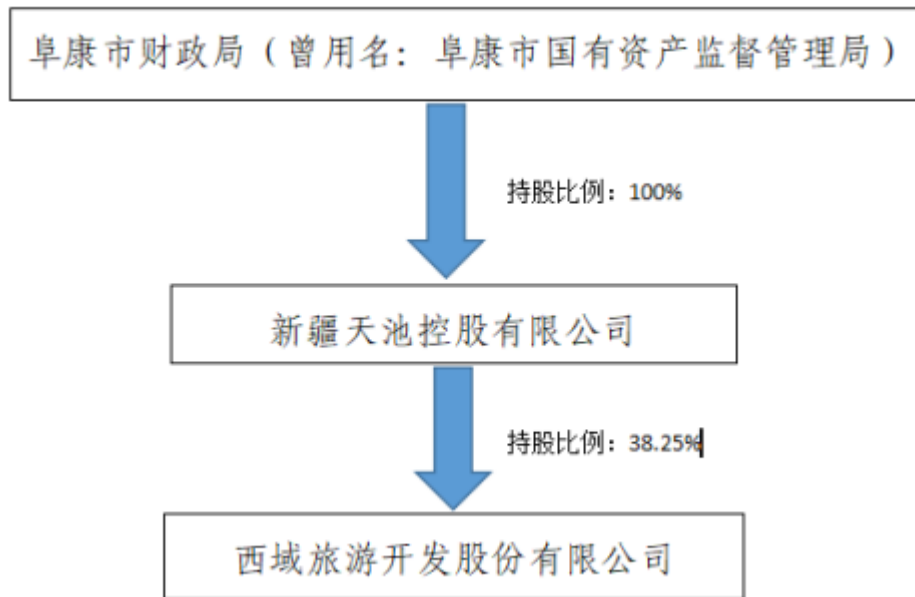 阜康市财政局（曾用名：阜康市国有资产监督管理局）
持股比例：100%
新疆天池控股有限公司
持股比例：38.25%
西域旅游开发股份有限公司